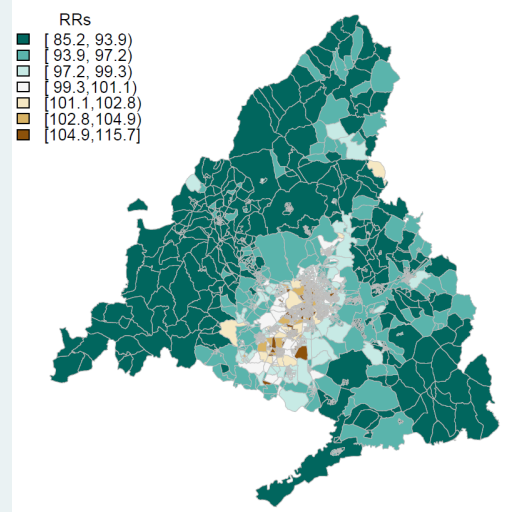 RRs
[ 85.2, 93.9)
[ 93.9, 97.2)
[ 97.2, 99.3)
[ 99.3,101.1)
[101.1,102.8)
[102.8,104.9)
[104.9,115.7]